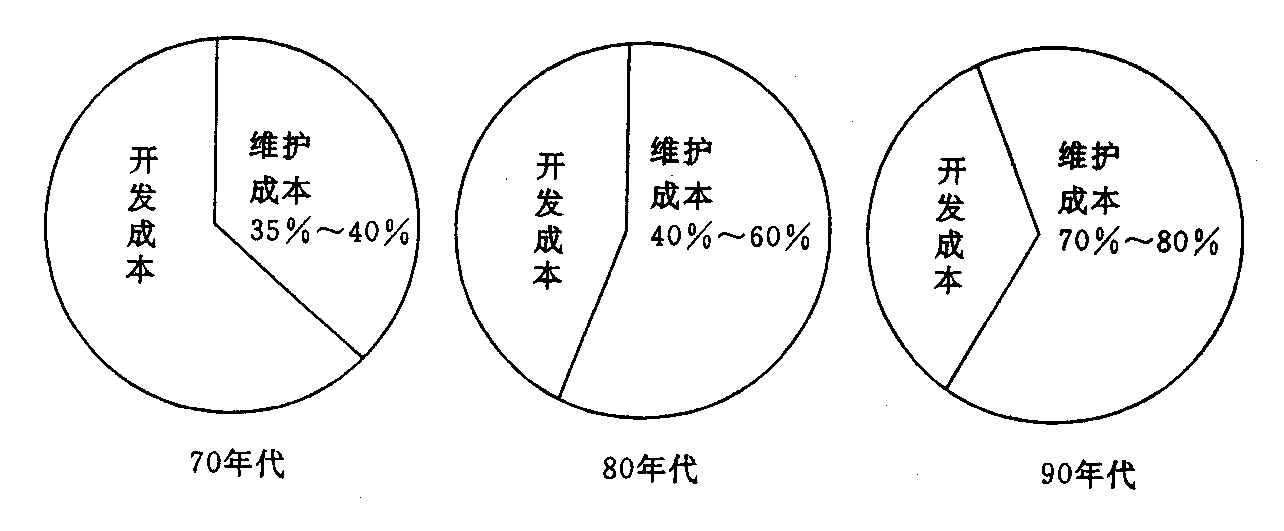 开发成本
维护
成本
35%～40%
70年代
开发成本
维护
成本
40%～60%
80年代
开发成本
维护
成本
70%～80%
90年代